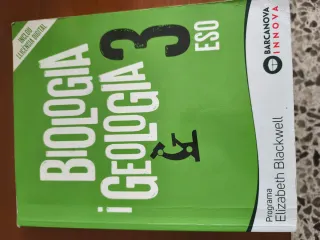 INCLOU
LLICÈNCIA DIGITAL
BIOLOGIA
i GEOLOGIA 3
ESO
BARCANOVA
INNOVA
Programa
Elizabeth Blackwell